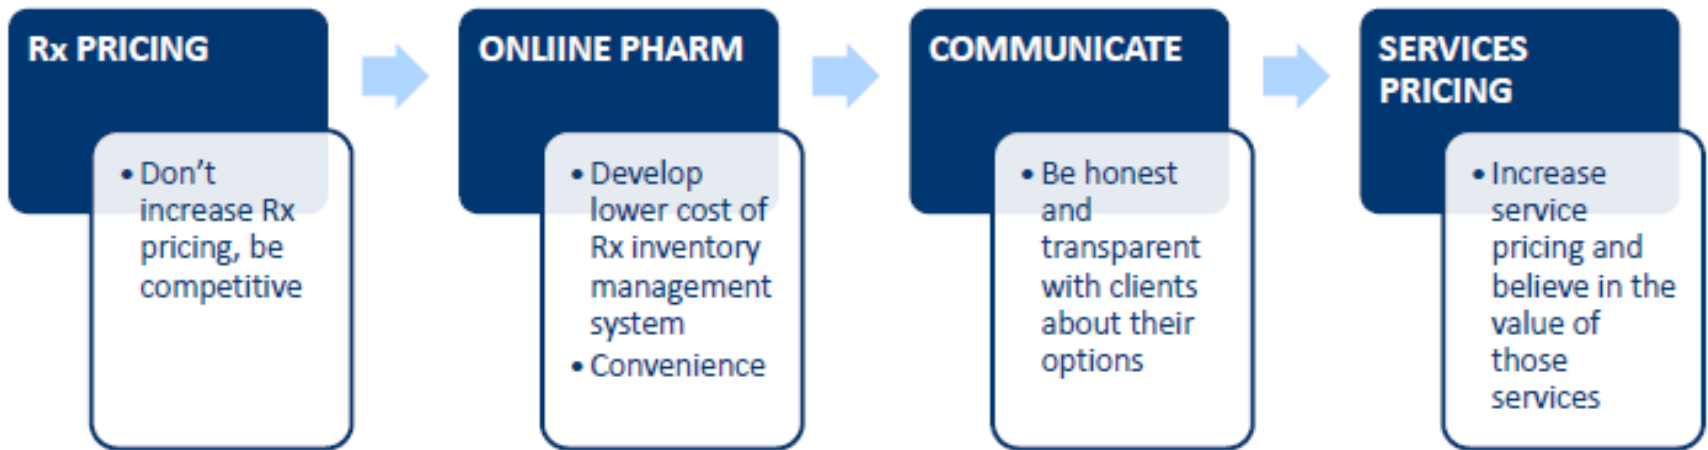 Rx PRICING
• Don't
increase Rx
pricing, be
competitive
ONLIINE PHARM
• Develop
lower cost of
Rx inventory
management
system
• Convenience
COMMUNICATE
• Be honest
and
transparent
with clients
about their
options
SERVICES
PRICING
• Increase
service
pricing and
believe in the
value of
those
services